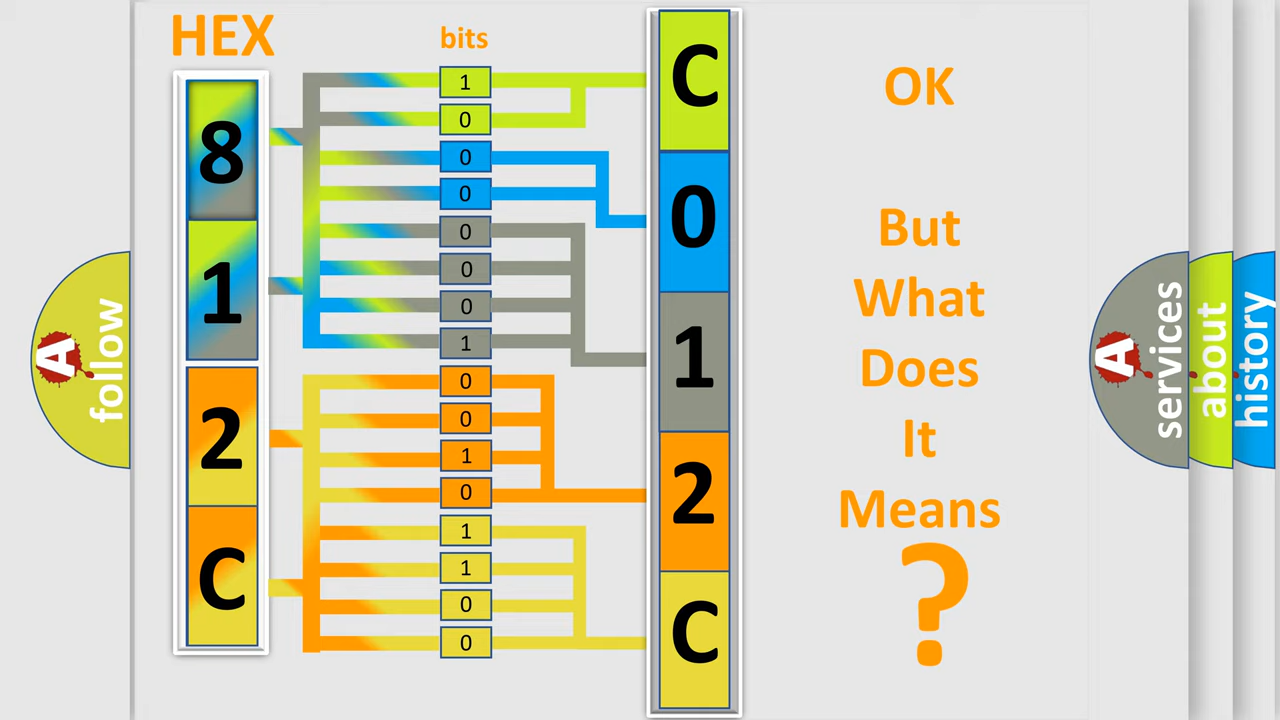 HEX
bits
8
1
2
C
1
0
0
0
0
0
0
1
0
0
1
0
1
1
0
0
C
0
1
2
C
OK
But
What
Does
It
Means
?
A
follow
A
services
about
history